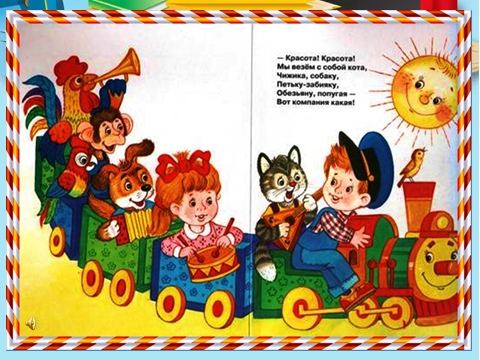 — Красота! Красота!
Мы везём с собой кота,
Чижика, собаку,
Петьку-забияку,
Обезьяну, попугая —
Вот компания какая!